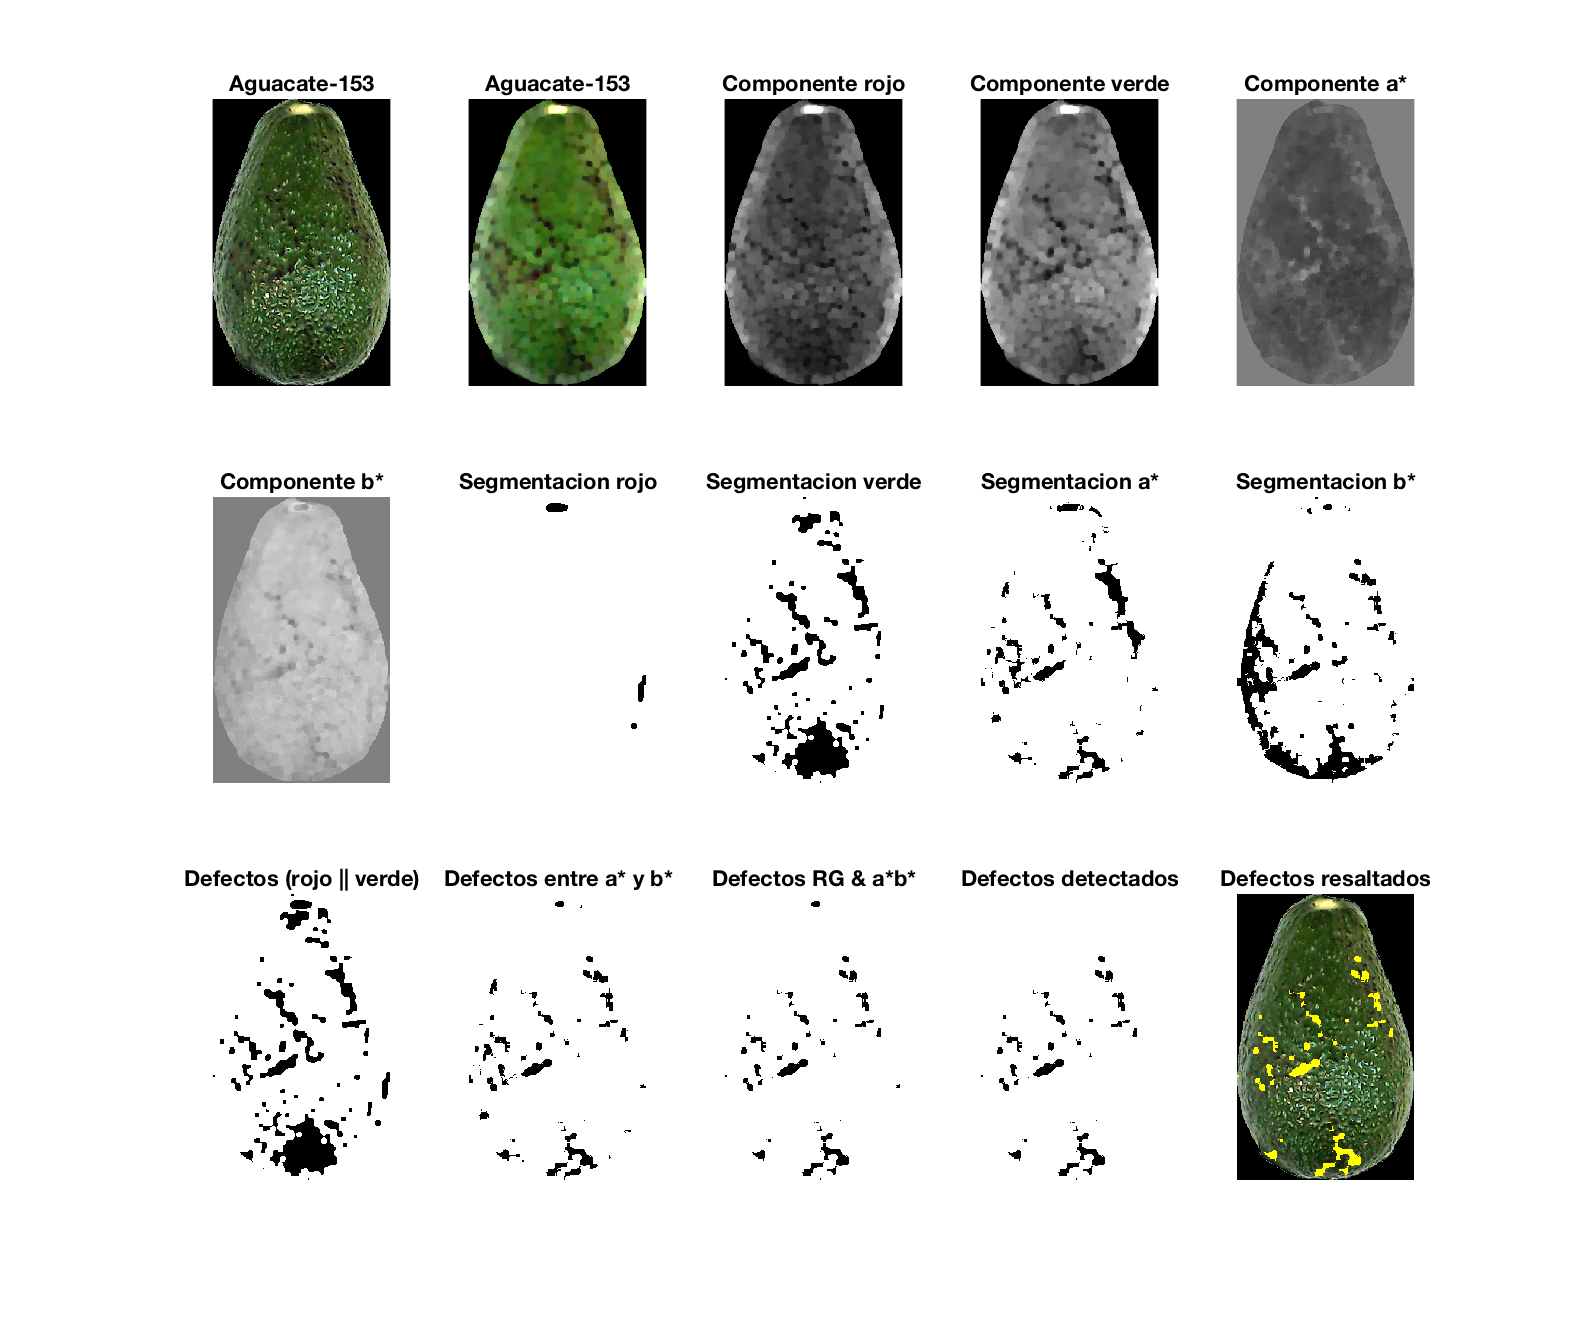 Aguacate-153
Aguacate-153
Componente rojo
Componente verde
Componente a*
Componente b*
Segmentacion rojo
Segmentacion verde
Segmentacion a*
Segmentacion b*
Defectos (rojo || verde)
Defectos entre a* y b*
Defectos RG & a*b*
Defectos detectados
Defectos resaltados